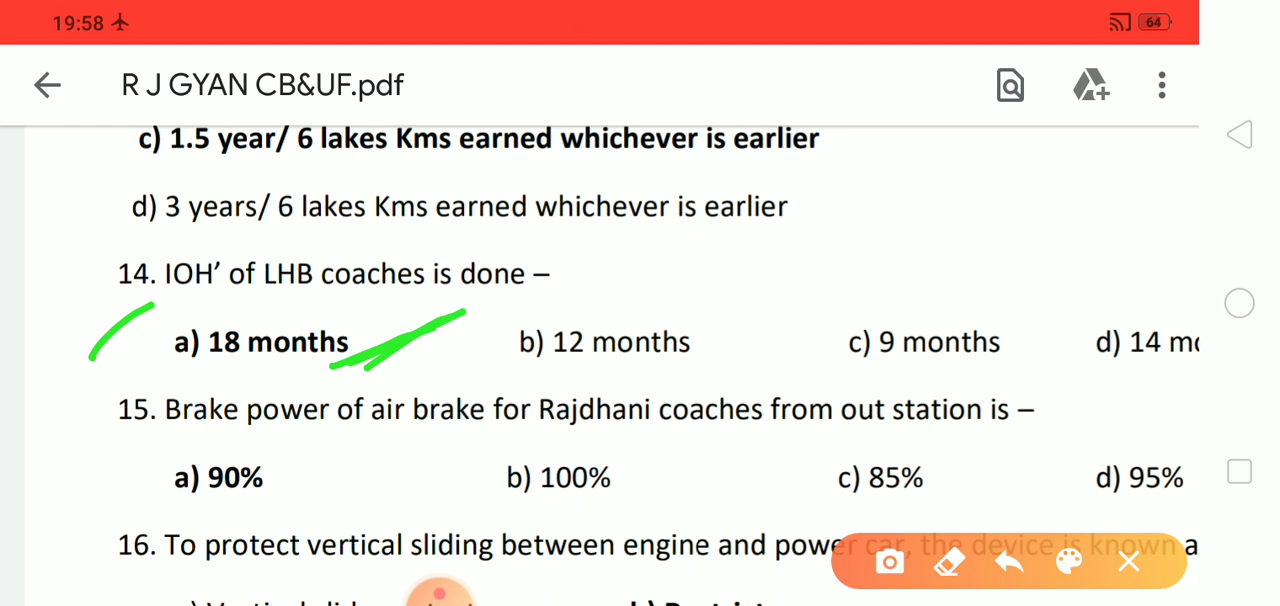 19:58
64
R J GYAN CB&UF.pdf
c) 1.5 year/ 6 lakes Kms earned whichever is earlier
d) 3 years/ 6 lakes Kms earned whichever is earlier
14. IOH’ of LHB coaches is done –
a) 18 months b) 12 months c) 9 months d) 14
15. Brake power of air brake for Rajdhani coaches from out station is –
a) 90% b) 100% c) 85% d) 95%
16. To protect vertical sliding between engine and power car, the device is known a